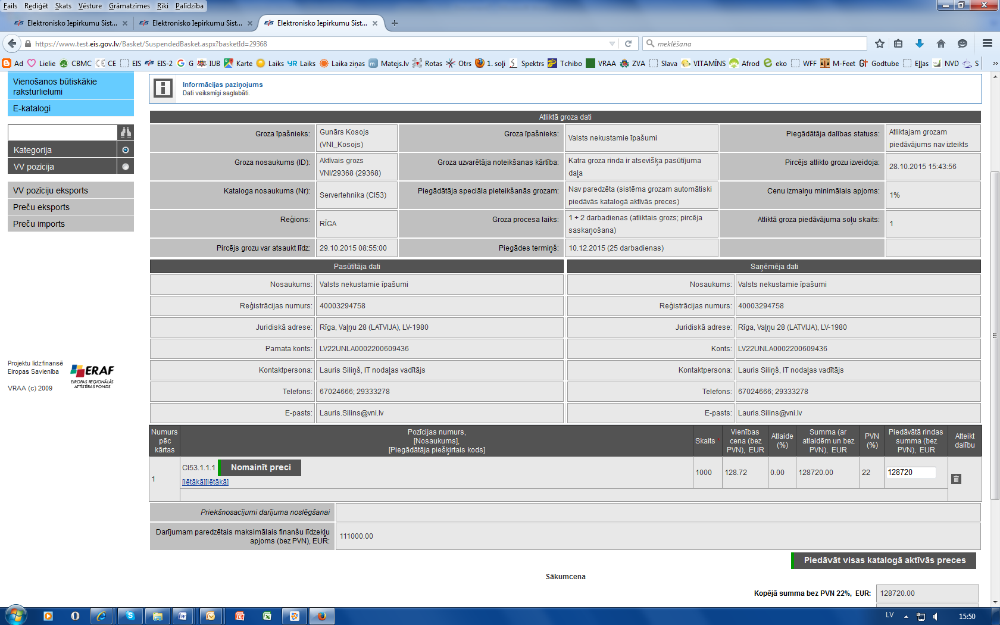 Fails Rediģēt Skats Vēsture Grāmatzīmes Rīki Palīdzība
Elektronisko Iepirkumu Sist... Elektronisko Iepirkumu Sist... Elektronisko Iepirkumu Sist...
https://www.test.eis.gov.lv/Basket/SuspendedBasket.aspx?basketId=29368 meklēšana
Ad Lielie CBMC CE EIS EIS-2 G IUB Karte Laiks Laiks Laika ziņas Matejs.lv Rotas Otrs 1. soļi Spektrs Tchibo VRAA ZVA Slava VITAMĪNS Afrod eko WFF M-Feet Godtube Eļļas NVD S »
Vienošanos būtiskākie
raksturlielumi
E-katalogi
Kategorija
VV pozīcija
VV pozīciju eksports
Preču eksports
Preču imports
Projektu līdzfinansē
Eiropas Savienība
VRAA (c) 2009
ERAF
EIROPAS REĢIONĀLĀS
ATTĪSTĪBAS FONDS
Informācijas paziņojums
Dati veiksmīgi saglabāti.
Atliktā groza dati
Groza īpašnieks: Gunārs Kosojs (VNI_Kosojs) Groza īpašnieks: Valsts nekustamie īpašumi Piegādātāja dalības statuss: Atliktajam grozam piedāvājums nav izteikts
Groza nosaukums (ID): Aktīvais grozs VNI/29368 (29368) Groza uzvarētāja noteikšanas kārtība: Katra groza rinda ir atsevišķa pasūtījuma daļa Pircējs atlikto grozu izveidoja: 28.10.2015 15:43:56
Kataloga nosaukums (Nr): Servertehnika (CI53) Piegādātāja speciāla pieteikšanās grozam: Nav paredzēta (sistēma grozam automātiski piedāvās katalogā aktīvās preces) Cenu izmaiņu minimālais apjoms: 1%
Reģions: RĪGA Groza procesa laiks: 1 + 2 darbadienas (atliktais grozs; pircēja saskaņošana) Atliktā groza piedāvājuma soļu skaits: 1
Pircējs grozu var atsaukt līdz: 29.10.2015 08:55:00 Piegādes termiņš: 10.12.2015 (25 darbadienas)
Pasūtītāja dati Saņēmēja dati
Nosaukums: Valsts nekustamie īpašumi Nosaukums: Valsts nekustamie īpašumi
Reģistrācijas numurs: 40003294758 Reģistrācijas numurs: 40003294758
Juridiskā adrese: Rīga, Vaļņu 28 (LATVIJA), LV-1980 Juridiskā adrese: Rīga, Vaļņu 28 (LATVIJA), LV-1980
Pamata konts: LV22UNLA0002200609436 Konts: LV22UNLA0002200609436
Kontaktpersona: Lauris Siliņš, IT nodaļas vadītājs Kontaktpersona: Lauris Siliņš, IT nodaļas vadītājs
Telefons: 67024666; 29333278 Telefons: 67024666; 29333278
E-pasts: Lauris.Silins@vni.lv E-pasts: Lauris.Silins@vni.lv
Numurs pēc kārtas Pozīcijas numurs, [Nosaukums], [Piegādātāja piešķirtais kods] Skaits * Vienības cena (bez PVN), EUR Atlaide (%) Summa (ar atlaidēm un bez PVN), EUR PVN (%) Piedāvātā rindas summa (bez PVN), EUR Atteikt dalību
1 CI53.1.1.1 Nomainīt preci 1000 128.72 0.00 128720.00 22 128720
[lētākā][lētākā]
Priekšnosacījumi darījuma noslēgšanai
Darījumam paredzētais maksimālais finanšu līdzekļu
apjoms (bez PVN), EUR: 111000.00
Piedāvāt visas katalogā aktīvās preces
Sākumcena
Kopējā summa bez PVN 22%, EUR: 128720.00
LV 15:50